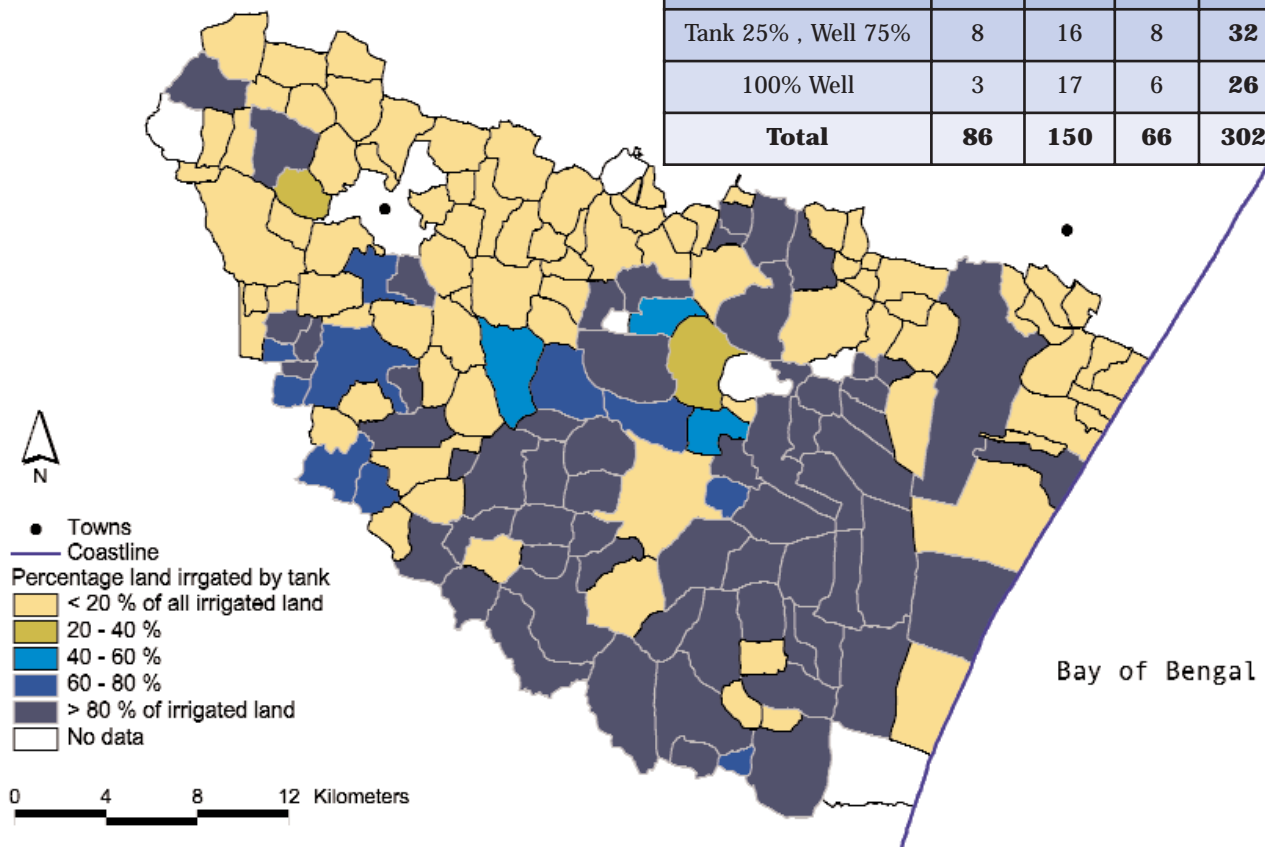 Tank 25% , Well 75% 8 16 8 32
100% Well 3 17 6 26
Total 86 150 66 302
N
Towns
Coastline
Percentage land irrgated by tank
< 20 % of all irrigated land
20 - 40 %
40 - 60 %
60 - 80 %
> 80 % of irrigated land
No data
Bay of Bengal
0 4 8 12 Kilometers